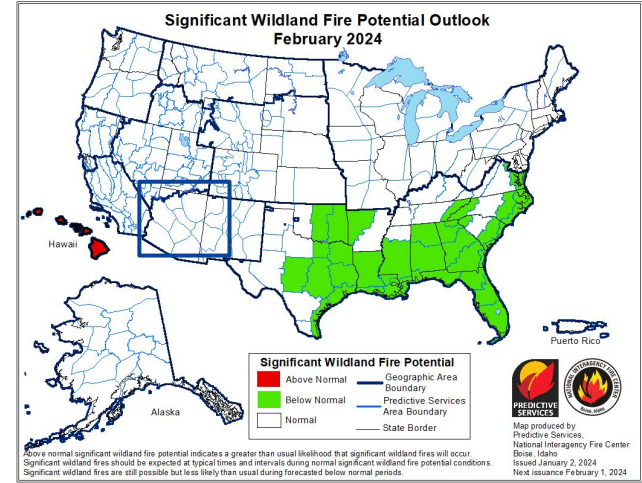 Significant Wildland Fire Potential Outlook
February 2024
Hawaii
Alaska
Puerto Rico
Significant Wildland Fire Potential
Above Normal
Below Normal
Normal
Geographic Area
Boundary
Predictive Services
Area Boundary
State Border
PREDICTIVE
SERVICES
NATIONAL INTERAGENCY FIRE CENTER
Boise, Idaho
Map produced by
Predictive Services,
National Interagency Fire Center
Boise, Idaho
Issued January 2, 2024
Next issuance February 1, 2024
Above normal significant wildland fire potential indicates a greater than usual likelihood that significant wildland fires will occur.
Significant wildland fires should be expected at typical times and intervals during normal significant wildland fire potential conditions.
Significant wildland fires are still possible but less likely than usual during forecasted below normal periods.